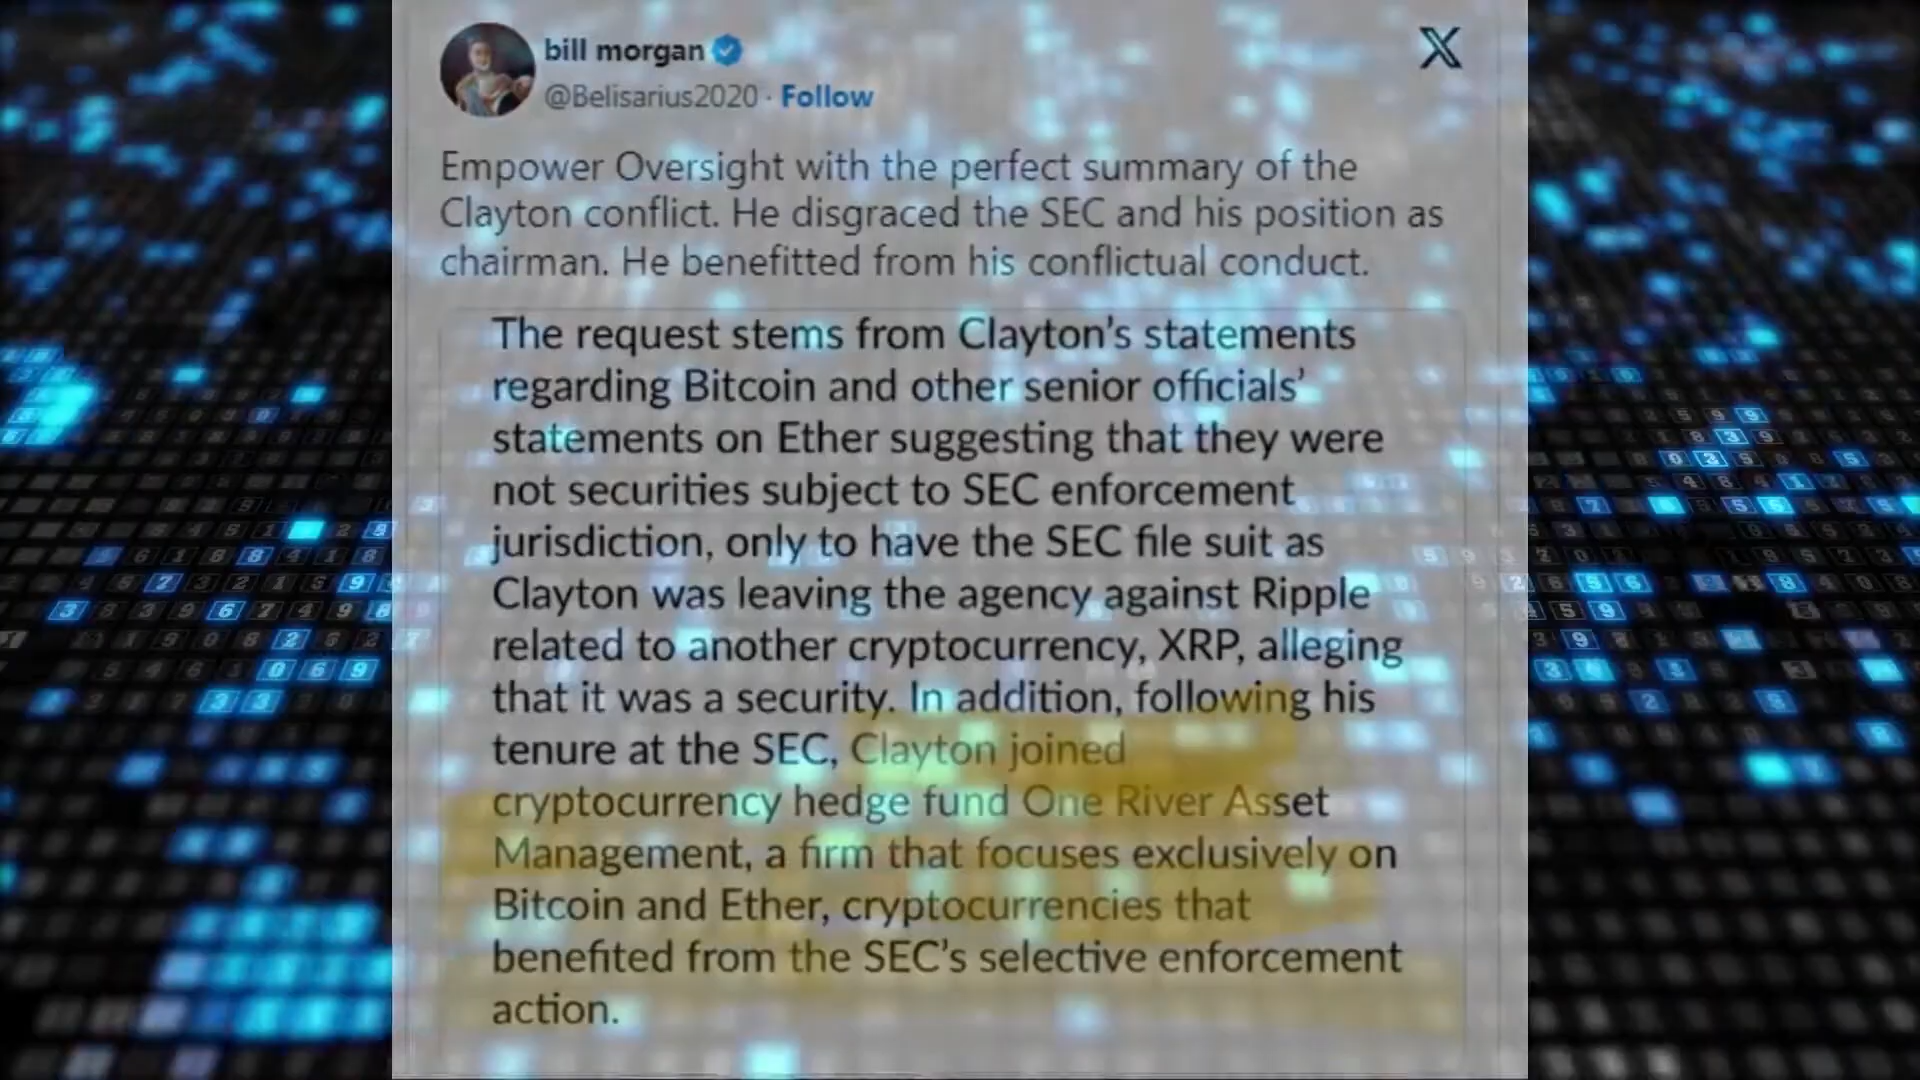 bill morgan
@Belisarius2020 · Follow
Empower Oversight with the perfect summary of the
Clayton conflict. He disgraced the SEC and his position as
chairman. He benefitted from his conflictual conduct.
The request stems from Clayton’s statements
regarding Bitcoin and other senior officials’
statements on Ether suggesting that they were
not securities subject to SEC enforcement
jurisdiction, only to have the SEC file suit as
Clayton was leaving the agency against Ripple
related to another cryptocurrency, XRP, alleging
that it was a security. In addition, following his
tenure at the SEC, Clayton joined
cryptocurrency hedge fund One River Asset
Management, a firm that focuses exclusively on
Bitcoin and Ether, cryptocurrencies that
benefited from the SEC’s selective enforcement
action.